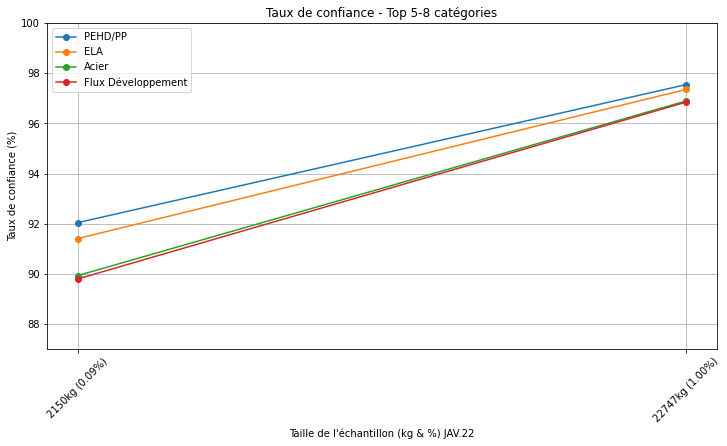 Taux de confiance - Top 5-8 catégories
PEHD/PP
ELA
Acier
Flux Développement
Taux de confiance (%)
100
98
96
94
92
90
88
2150kg (0.09%)
22747kg (1.00%)
Taille de l'échantillon (kg & %) JAV.22